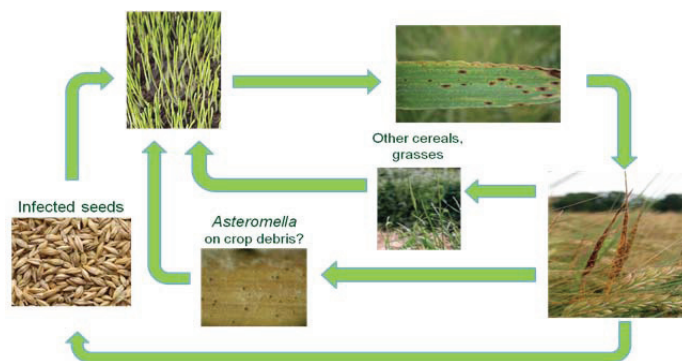 Other cereals,
grasses
Infected seeds
Asteromella
on crop debris?